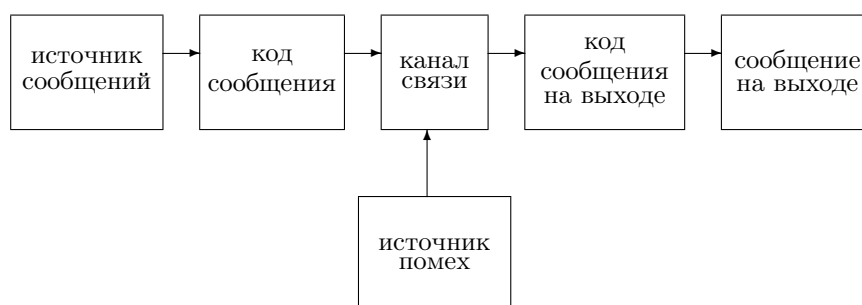 источник
сообщений
код
сообщения
канал
связи
код
сообщения
на выходе
сообщение
на выходе
источник
помех